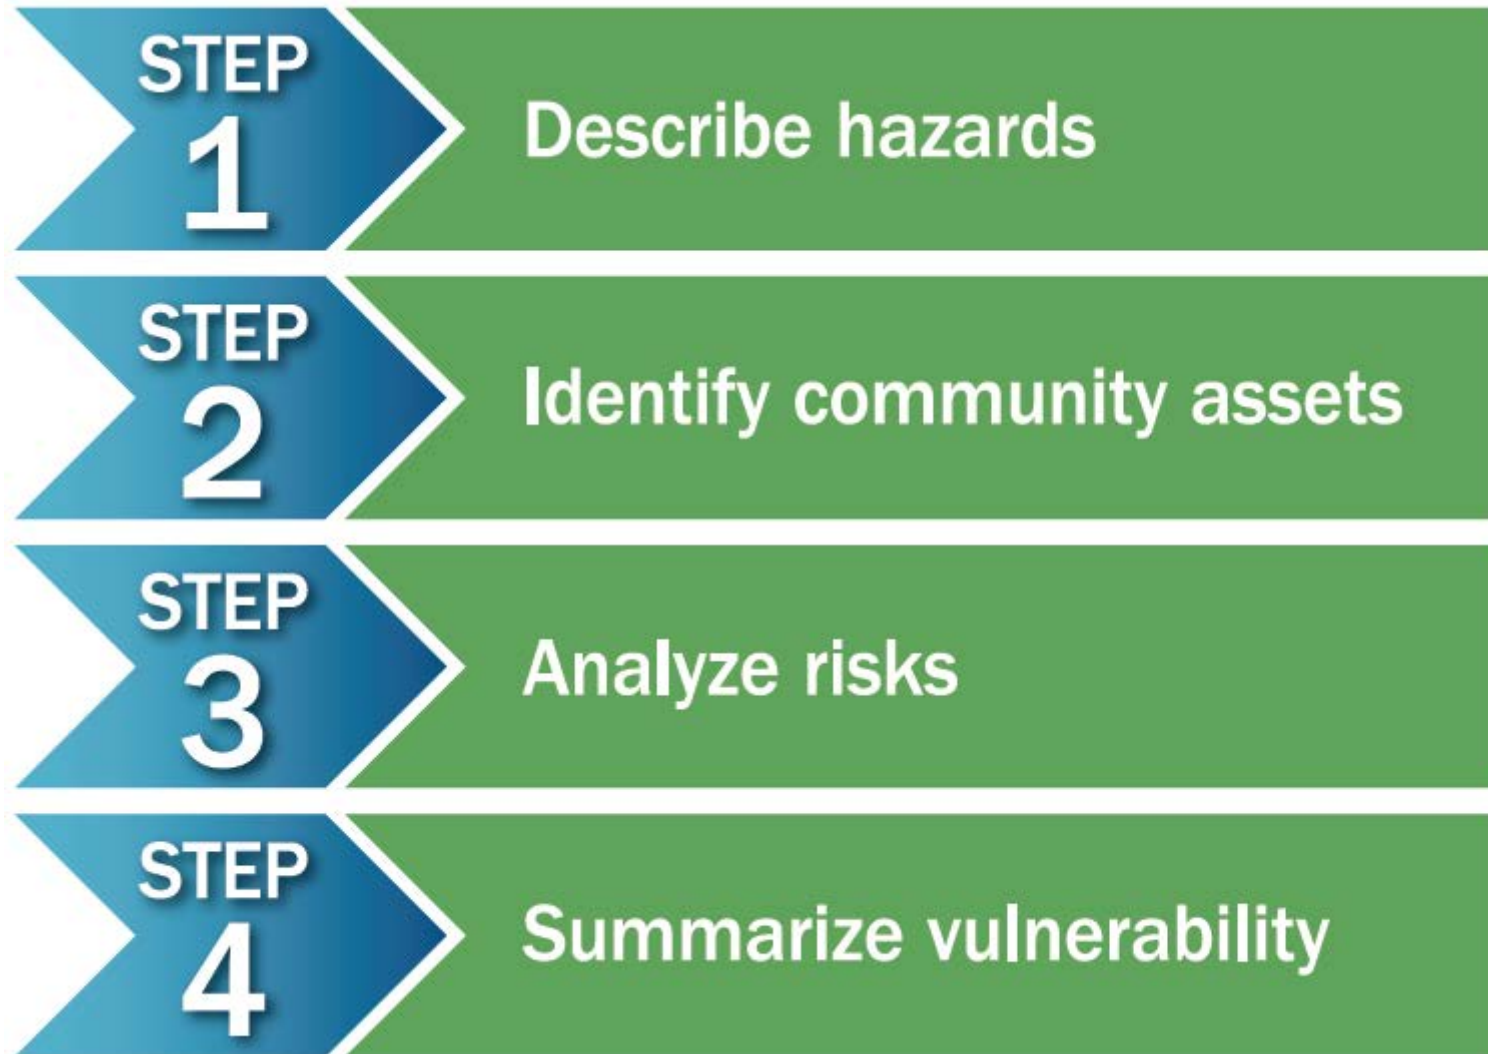 STEP
1
Describe hazards
STEP
2
Identify community assets
STEP
3
Analyze risks
STEP
4
Summarize vulnerability